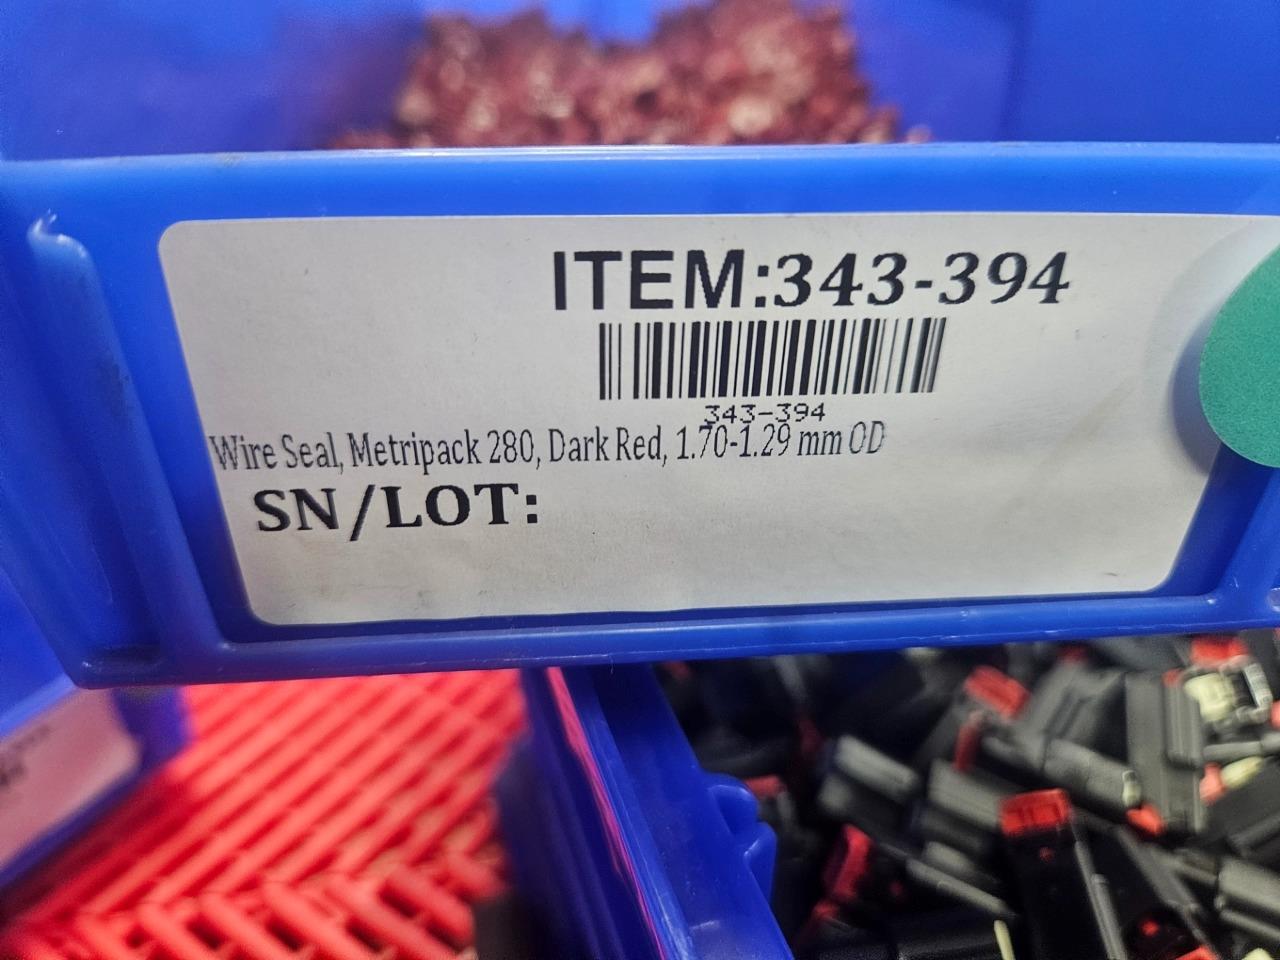 ITEM:343-394
343-394
Wire Seal, Metripack 280, Dark Red, 1.70-1.29 mm OD
SN/LOT: